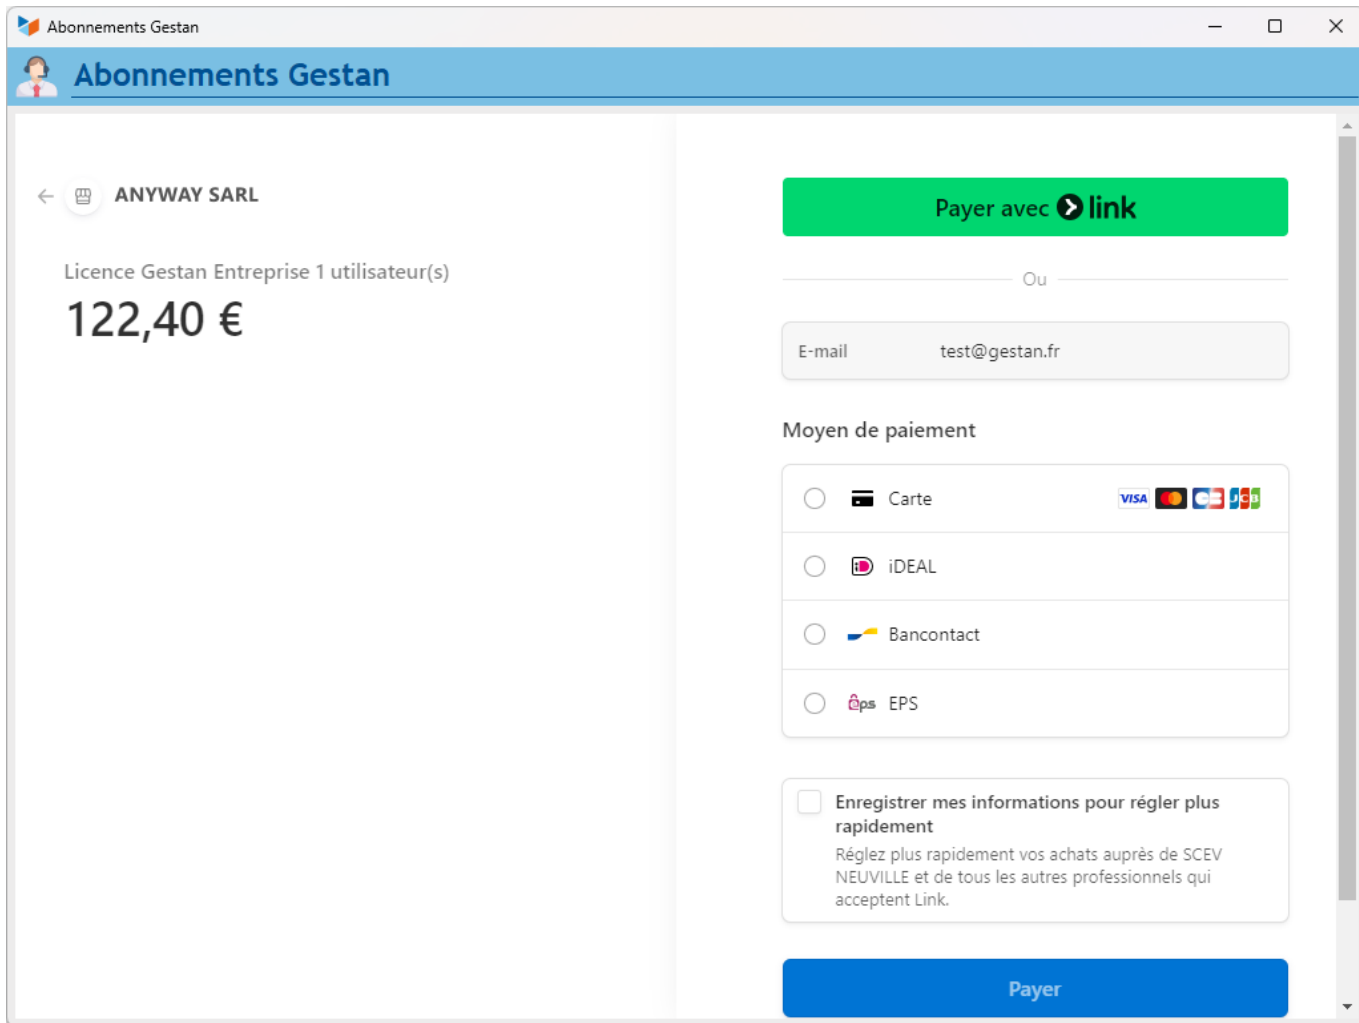 Abonnements Gestan
Abonnements Gestan
ANYWAY SARL
Licence Gestan Entreprise 1 utilisateur(s)
122,40 €
Payer avec link
Ou
E-mail test@gestan.fr
Moyen de paiement
Carte VISA CB JCB
iDEAL
Bancontact
eps EPS
Enregistrer mes informations pour régler plus
rapidement
Réglez plus rapidement vos achats auprès de SCEV
NEUVILLE et de tous les autres professionnels qui
acceptent Link.
Payer